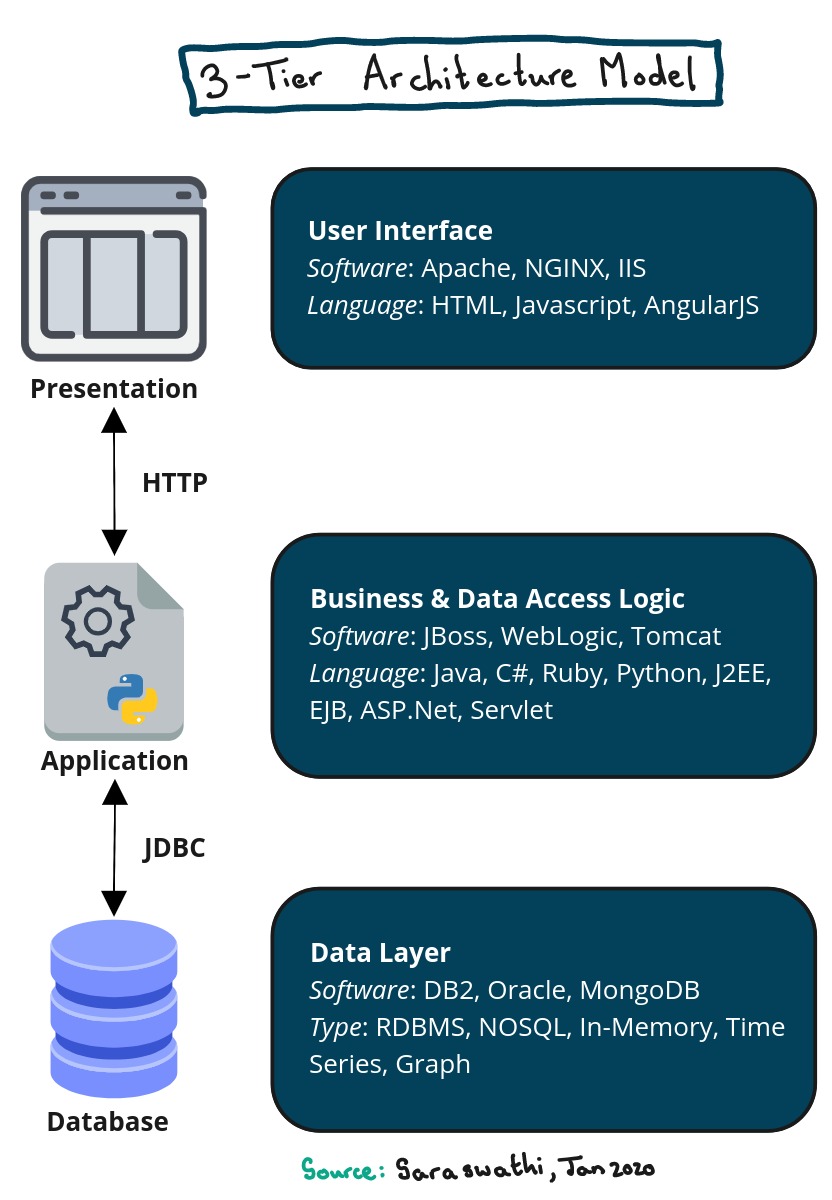 3-Tier Architecture Model
User Interface
Software: Apache, NGINX, IIS
Language: HTML, Javascript, AngularJS
Presentation
HTTP
Business & Data Access Logic
Software: JBoss, WebLogic, Tomcat
Language: Java, C#, Ruby, Python, J2EE,
EJB, ASP.Net, Servlet
Application
JDBC
Data Layer
Software: DB2, Oracle, MongoDB
Type: RDBMS, NOSQL, In-Memory, Time
Series, Graph
Database
Source: Saraswathi, Jan 2020